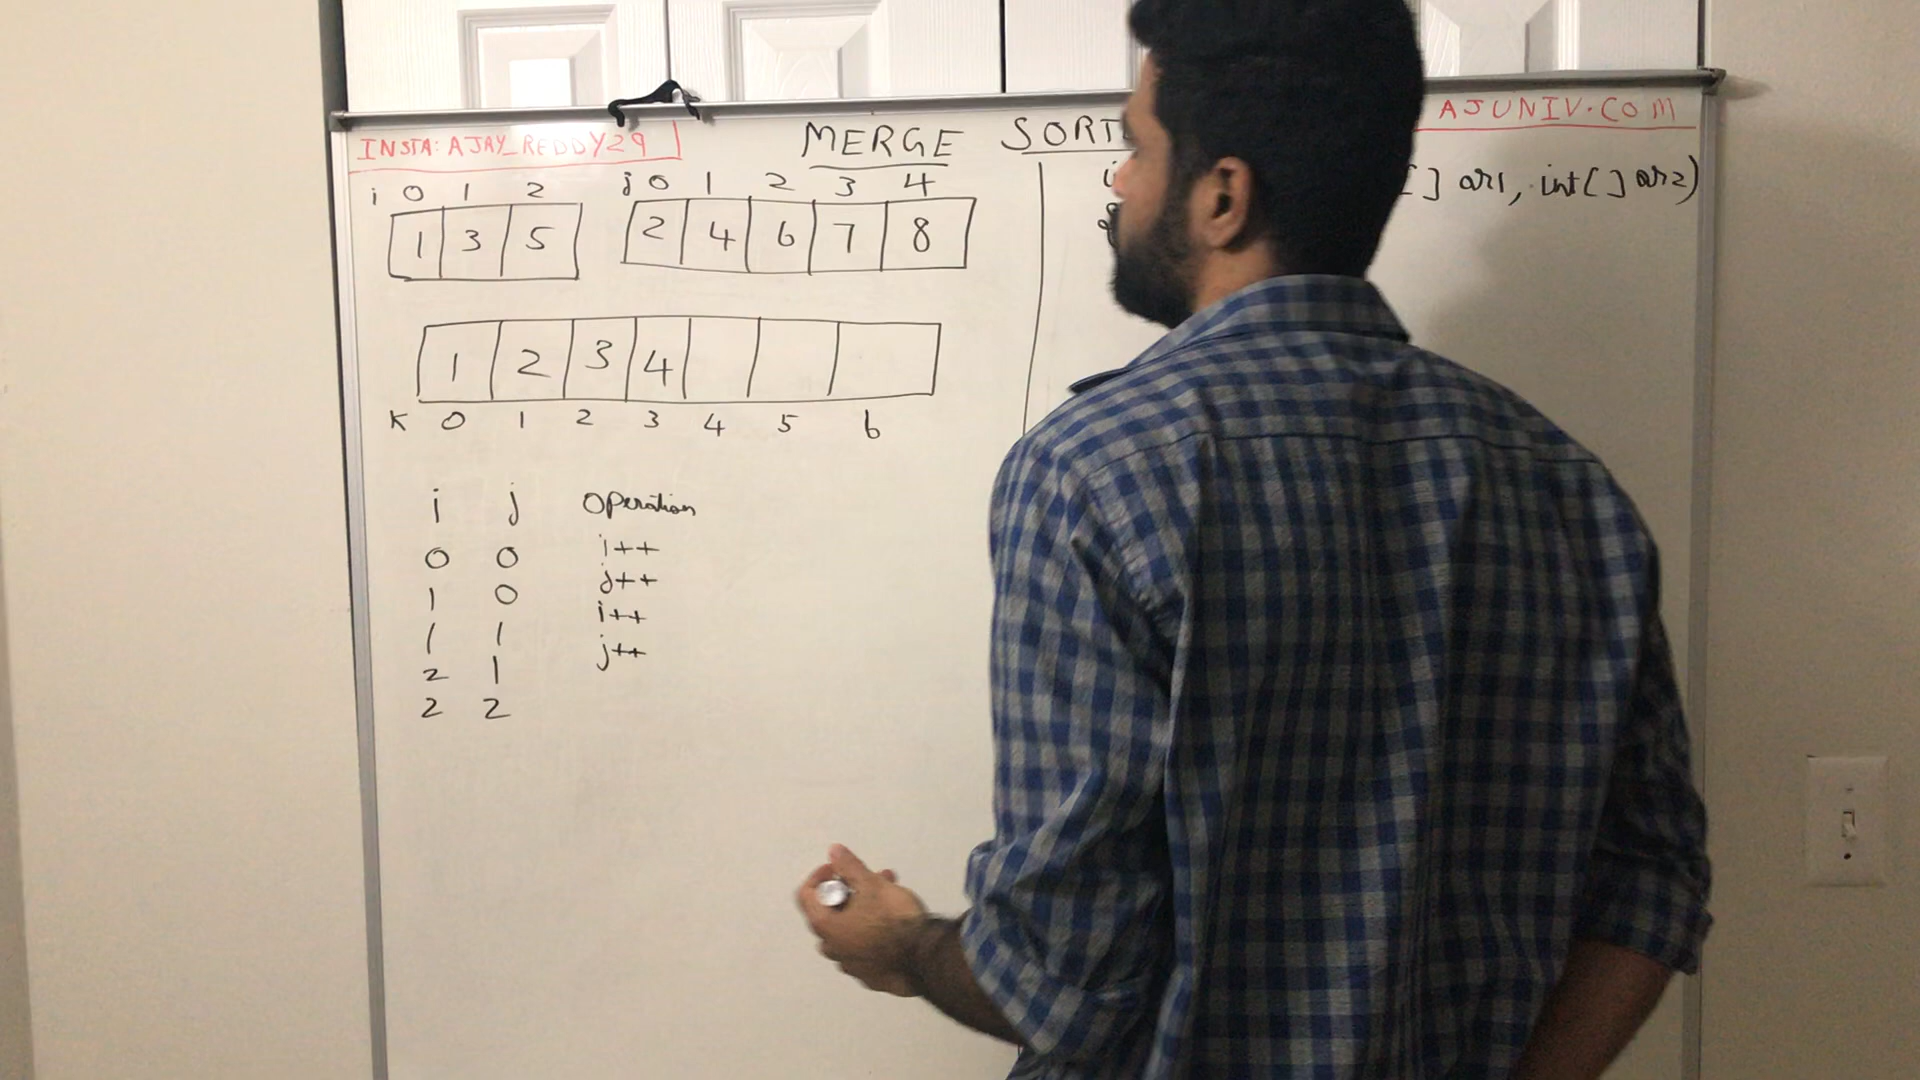 INSTA: AJAY_REDDY29
MERGE SORT
AJUNIV.COM
i 0 1 2
j 0 1 2 3 4
1 3 5
2 4 6 7 8
[] ar1, int[] ar2)
1 2 3 4
K 0 1 2 3 4 5 6
i j Operation
0 0 i++
1 0 j++
1 1 i++
2 1 j++
2 2